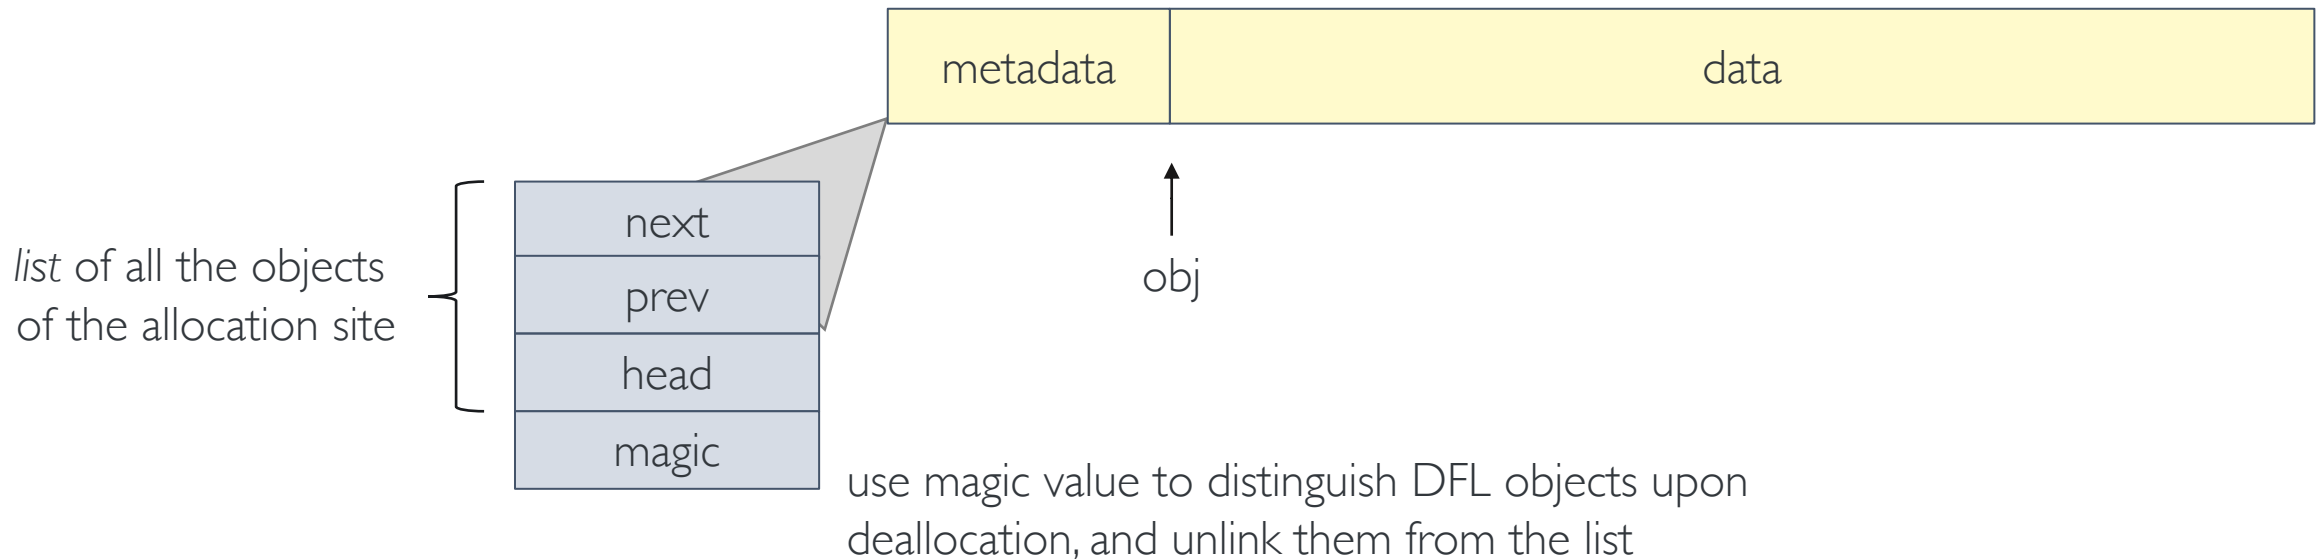 metadata
data
next
prev
head
magic
list of all the objects
of the allocation site
obj
use magic value to distinguish DFL objects upon
deallocation, and unlink them from the list